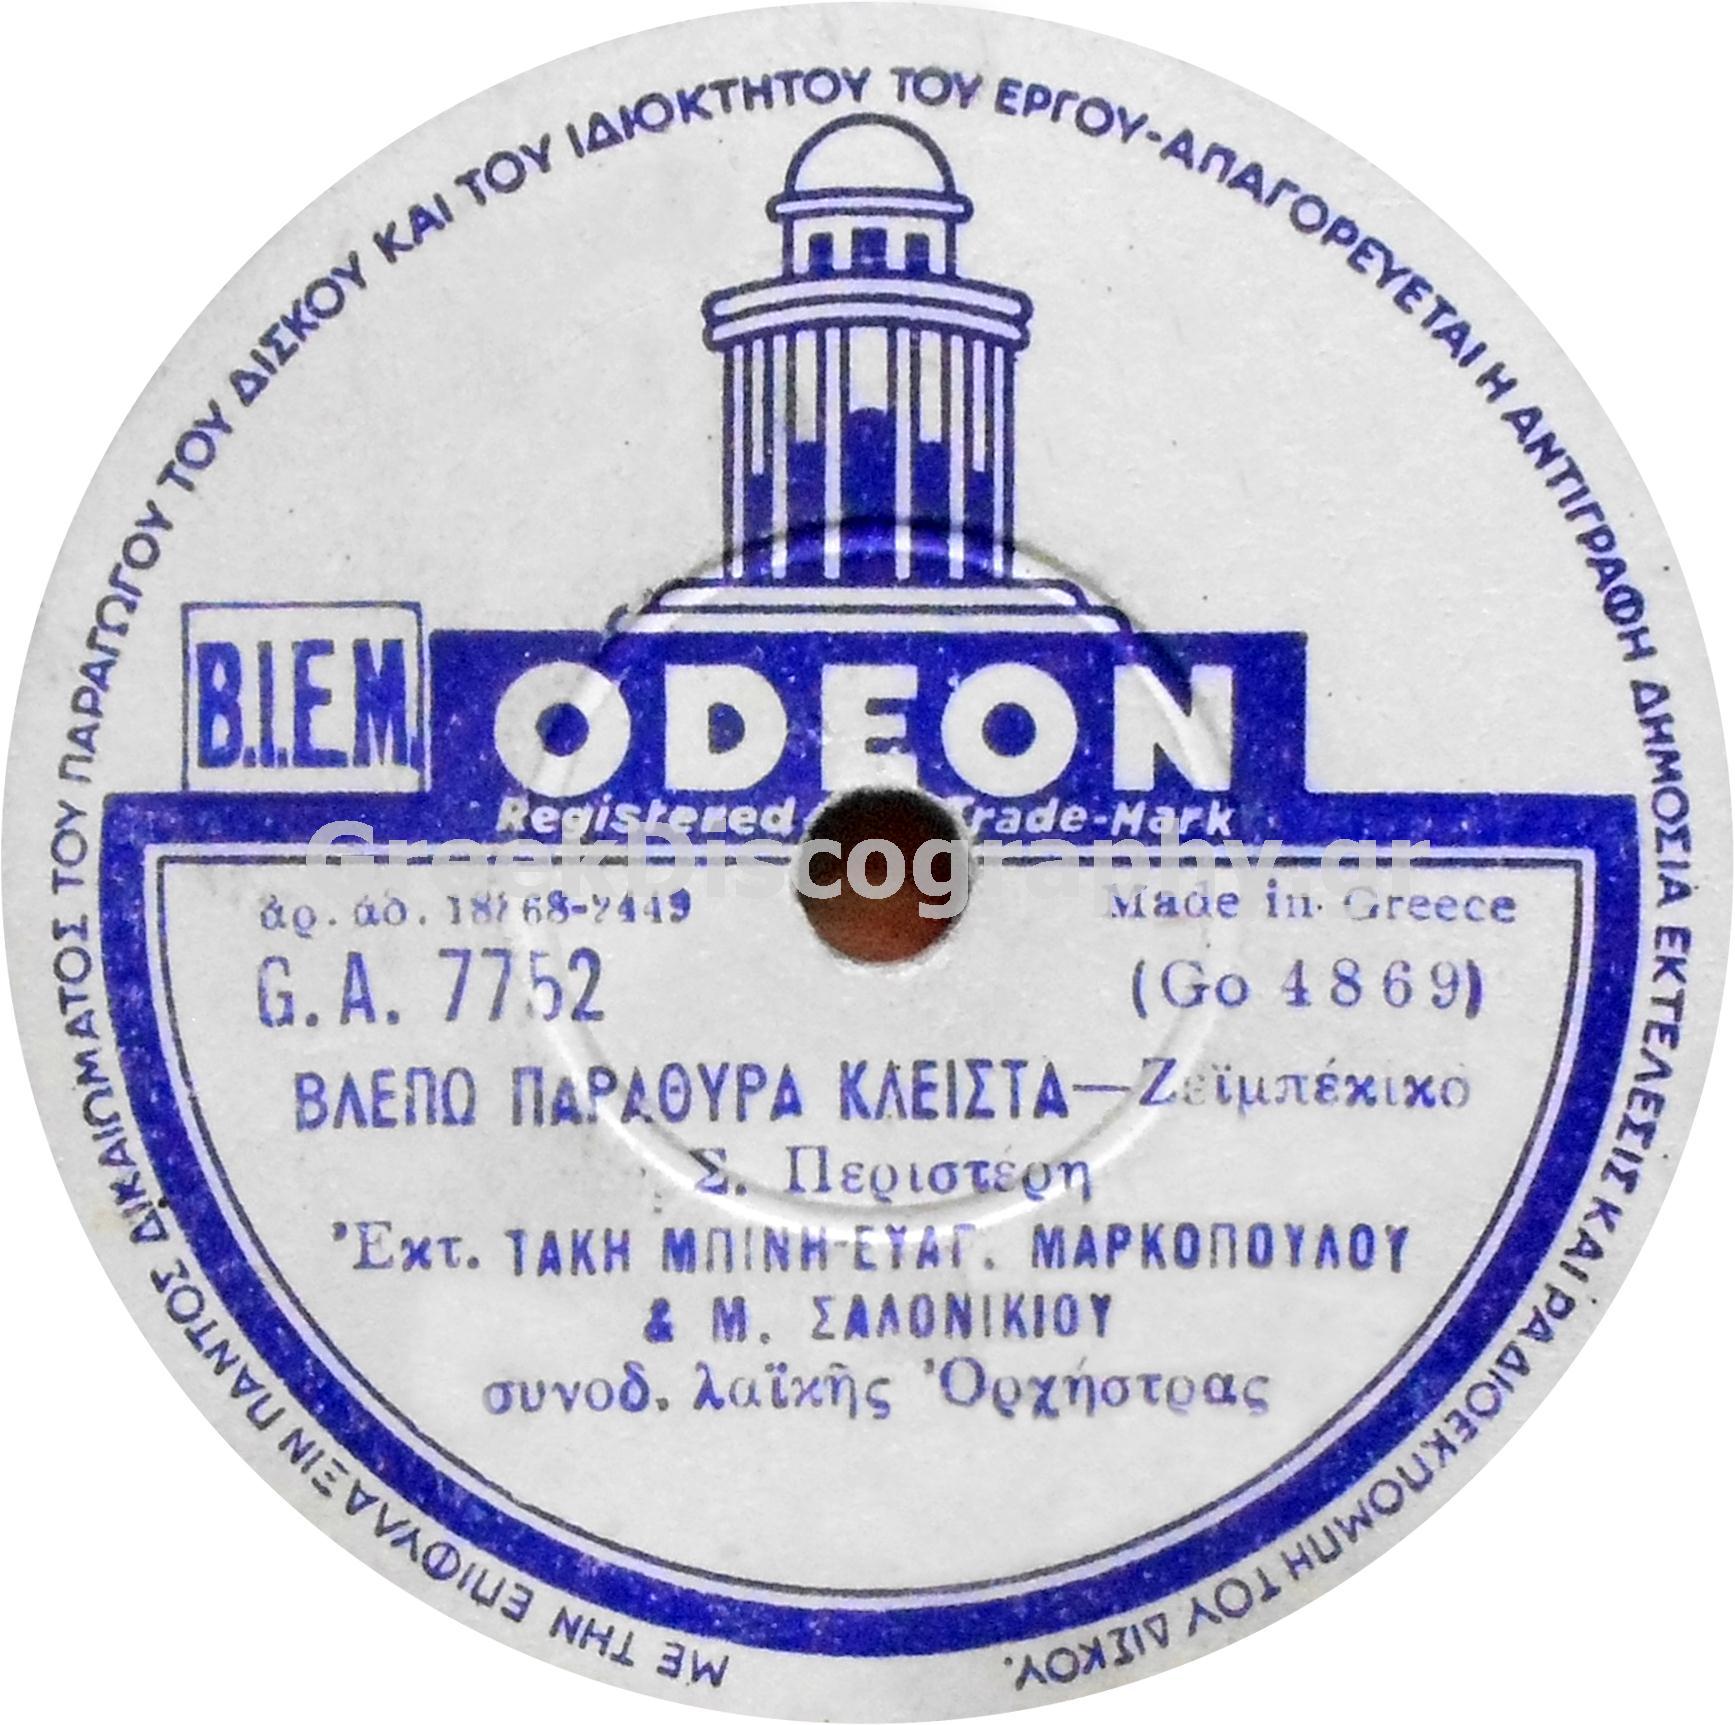 ΜΕ ΤΗΝ ΕΠΙΦΥΛΑΞΙΝ ΠΑΝΤΟΣ ΔΙΚΑΙΩΜΑΤΟΣ ΤΟΥ ΠΑΡΑΓΩΓΟΥ ΤΟΥ ΔΙΣΚΟΥ ΚΑΙ ΤΟΥ ΙΔΙΟΚΤΗΤΟΥ ΤΟΥ ΕΡΓΟΥ-ΑΠΑΓΟΡΕΥΕΤΑΙ Η ΑΝΤΙΓΡΑΦΗ ΔΗΜΟΣΙΑ ΕΚΤΕΛΕΣΙΣ ΚΑΙ ΡΑΔΙΟΕΚΠΟΜΠΗ ΤΟΥ ΔΙΣΚΟΥ.
B.I.E.M.
ODEON
Registered - Trade-Mark
GreekDiscography.gr
ἀρ. ἀδ.
Made in Greece
G.A. 7752
(Go 4869)
ΒΛΕΠΩ ΠΑΡΑΘΥΡΑ ΚΛΕΙΣΤΑ—Ζεϊμπέκικο
Σ. Περιστέρη
Ἐκτ. ΤΑΚΗ ΜΠΙΝΗ-ΕΥΑΓ. ΜΑΡΚΟΠΟΥΛΟΥ
& Μ. ΣΑΛΟΝΙΚΙΟΥ
συνοδ. λαϊκῆς Ὀρχήστρας